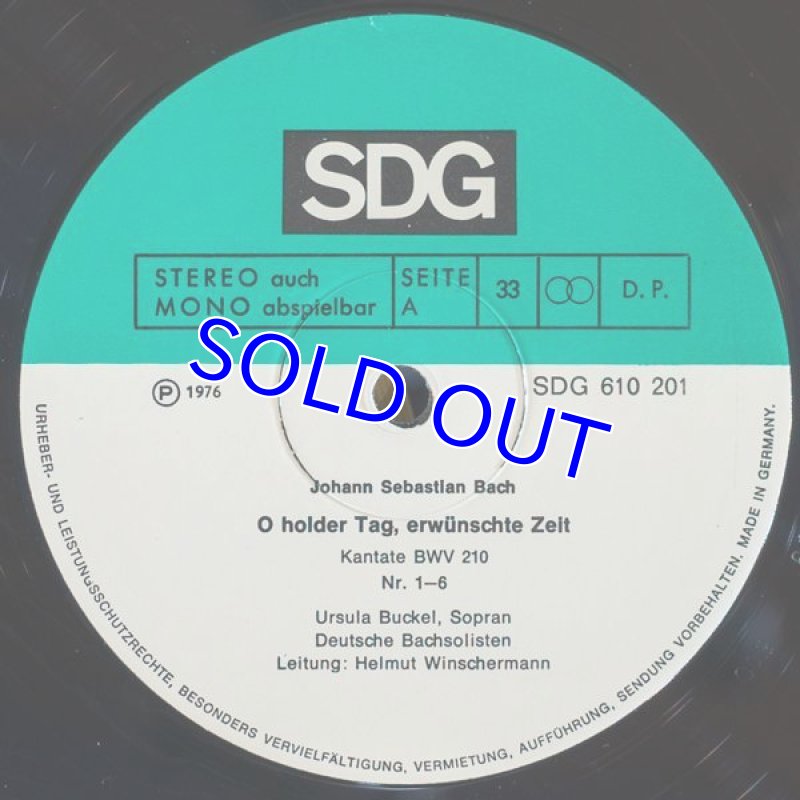 SDG
STEREO auch
MONO abspielbar
SEITE
A
33
D. P.
SOLD OUT
Ⓟ 1976
SDG 610 201
Johann Sebastian Bach
O holder Tag, erwünschte Zeit
Kantate BWV 210
Nr. 1–6
Ursula Buckel, Sopran
Deutsche Bachsolisten
Leitung: Helmut Winschermann
URHEBER- UND LEISTUNGSSCHUTZRECHTE, BESONDERS VERVIELFÄLTIGUNG, VERMIETUNG, AUFFÜHRUNG, SENDUNG VORBEHALTEN. MADE IN GERMANY.